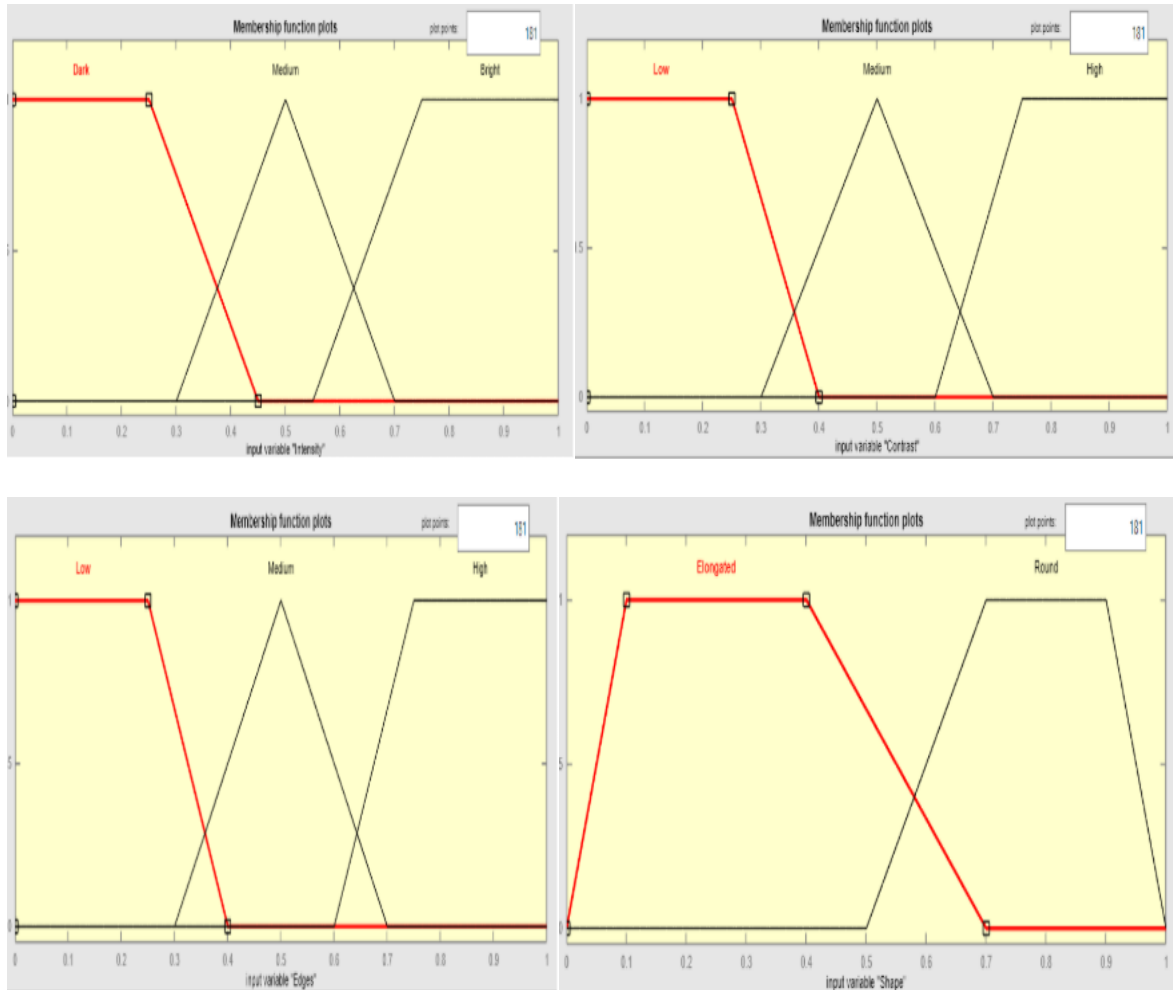 Membership function plots plot points: 181
Dark Medium Bright
1
5
0
0 0.1 0.2 0.3 0.4 0.5 0.6 0.7 0.8 0.9 1
input variable "Intensity"
Membership function plots plot points: 181
Low Medium High
1
5
0
0 0.1 0.2 0.3 0.4 0.5 0.6 0.7 0.8 0.9 1
input variable "Contrast"
Membership function plots plot points: 181
Low Medium High
1
5
0
0 0.1 0.2 0.3 0.4 0.5 0.6 0.7 0.8 0.9 1
input variable "Edges"
Membership function plots plot points: 181
Elongated Round
1
5
0
0 0.1 0.2 0.3 0.4 0.5 0.6 0.7 0.8 0.9 1
input variable "Shape"